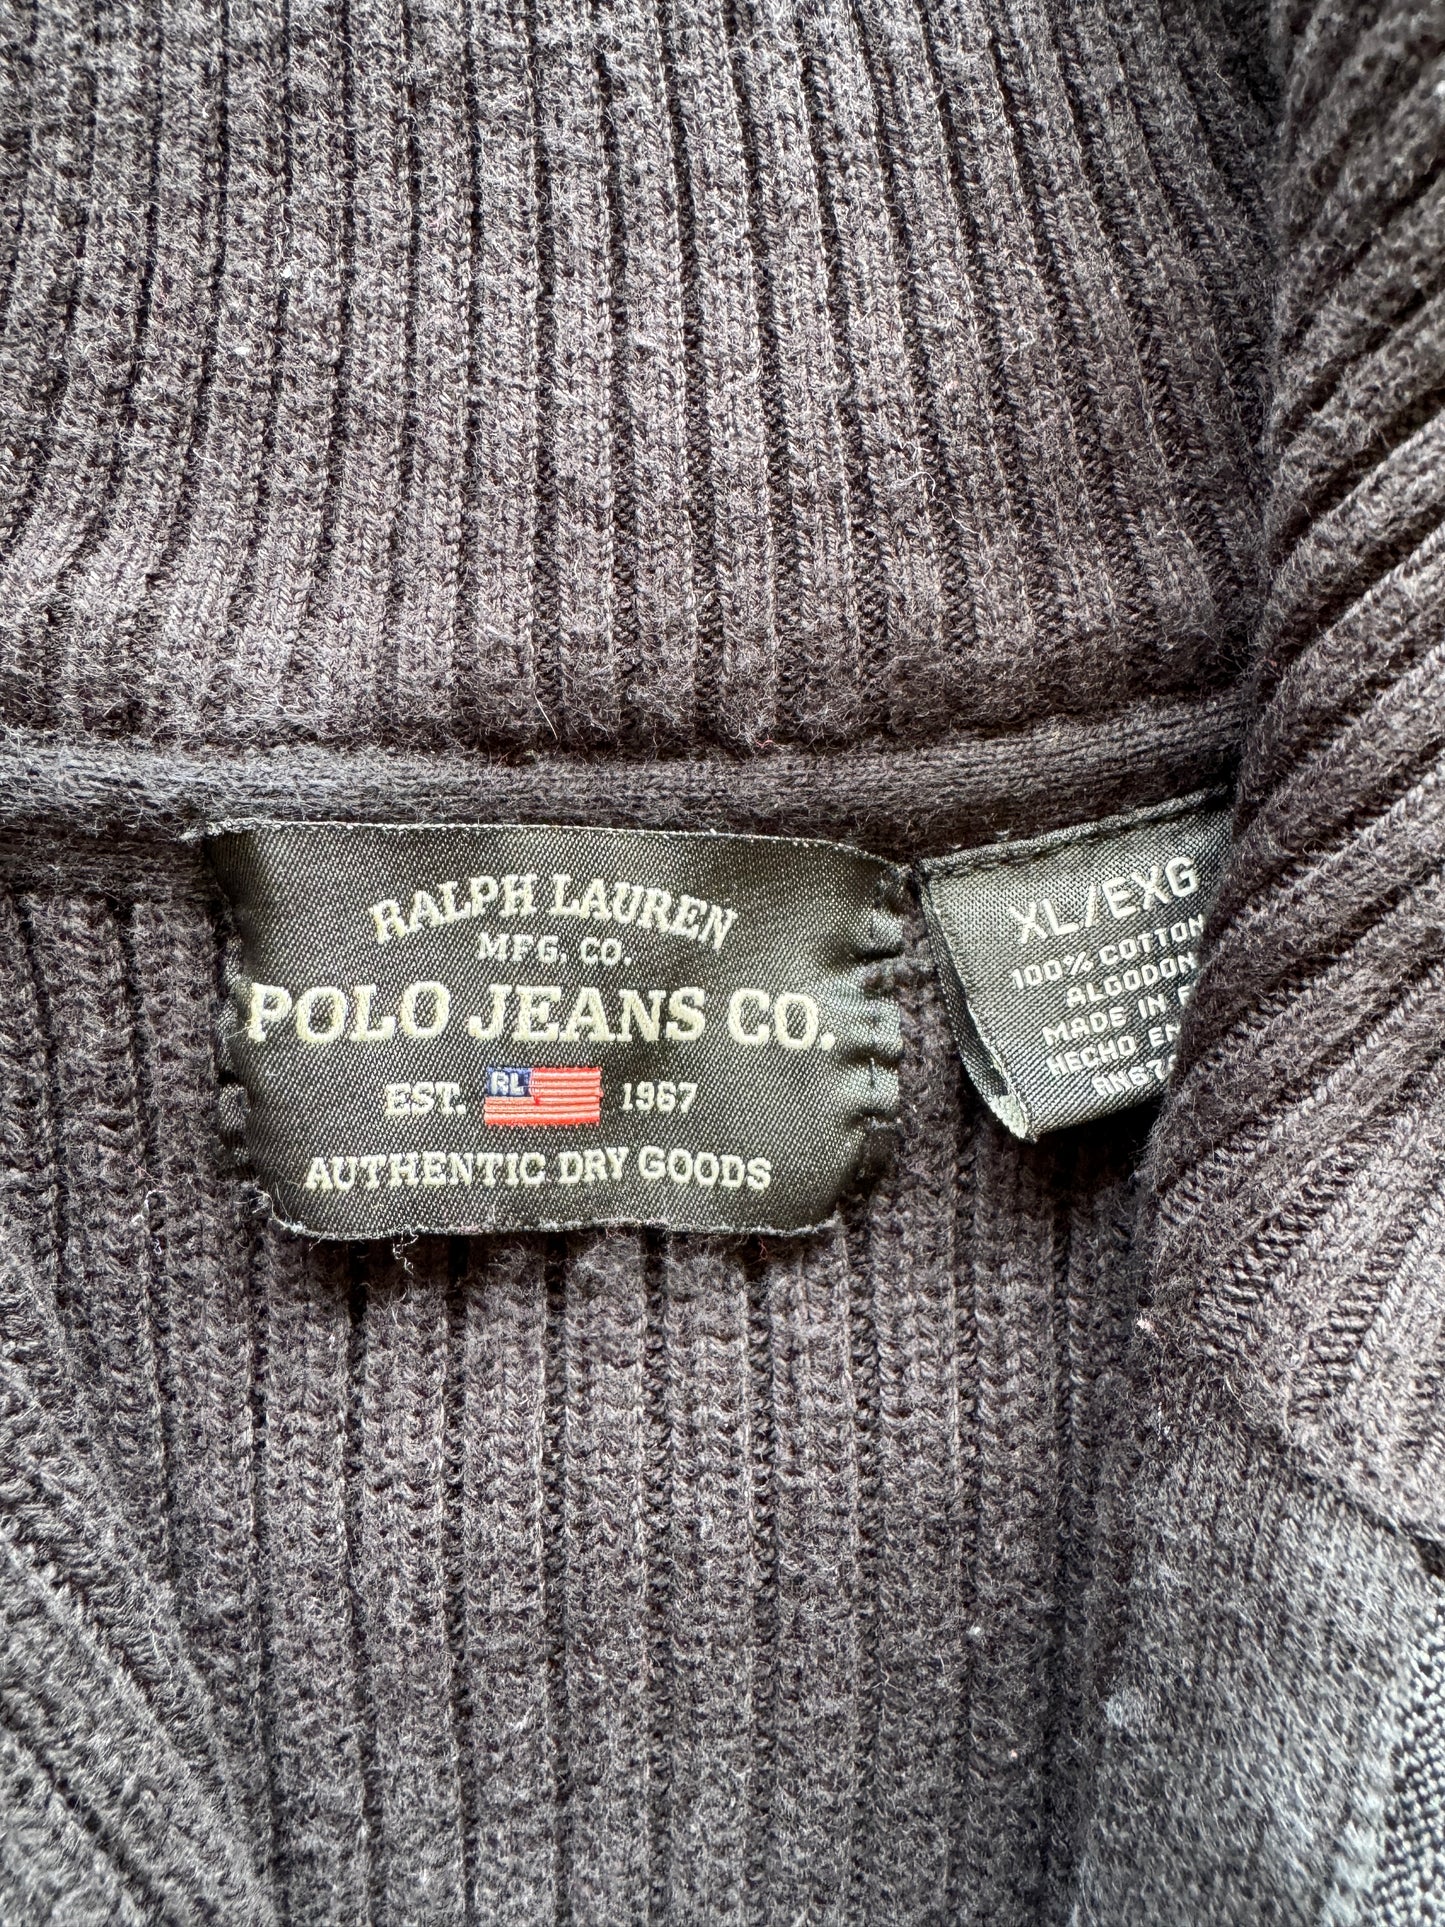 RALPH LAUREN
MFG. CO.
POLO JEANS CO.
EST. RL 1967
AUTHENTIC DRY GOODS
XL/EXG
100% COTTON
ALGODON
MADE IN
HECHO EN